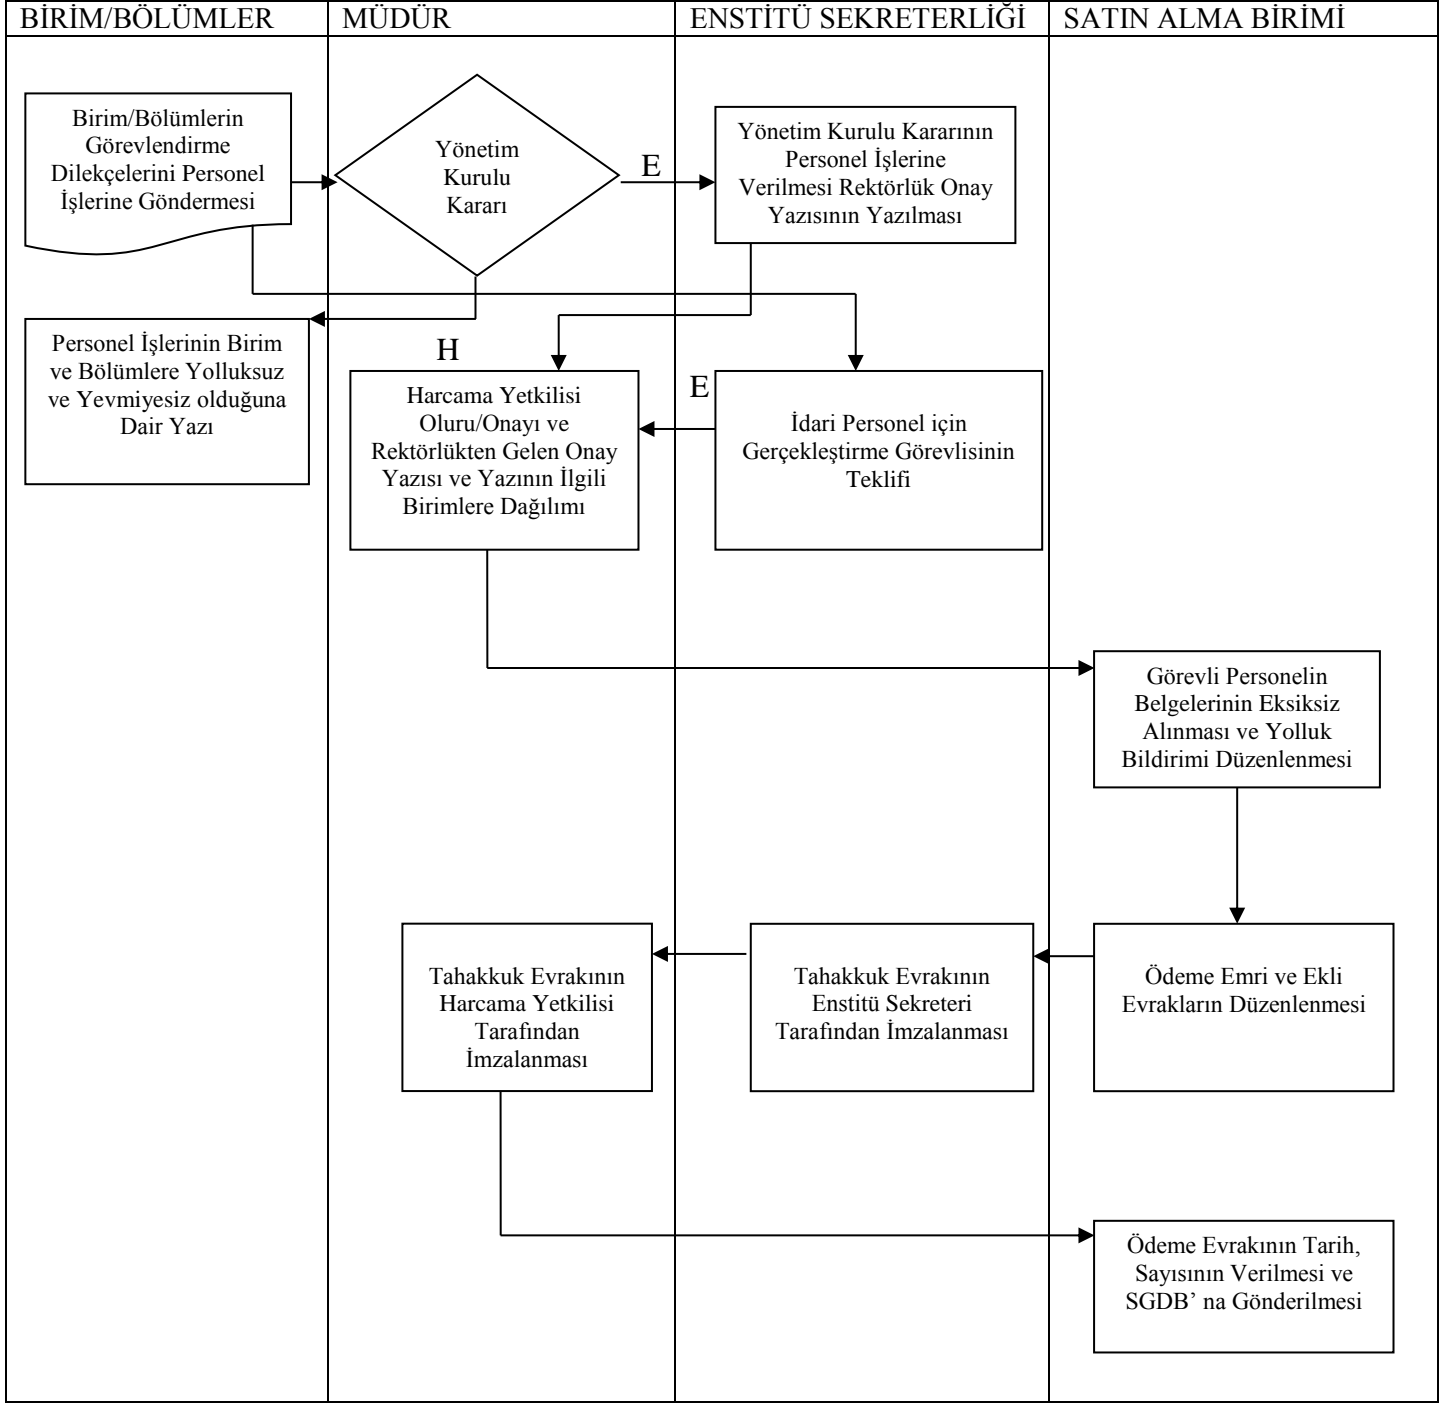 BİRİM/BÖLÜMLER
MÜDÜR
ENSTİTÜ SEKRETERLİĞİ
SATIN ALMA BİRİMİ
Birim/Bölümlerin
Görevlendirme
Dilekçelerini Personel
İşlerine Göndermesi
Yönetim
Kurulu
Kararı
E
Yönetim Kurulu Kararının
Personel İşlerine
Verilmesi Rektörlük Onay
Yazısının Yazılması
Personel İşlerinin Birim
ve Bölümlere Yolluksuz
ve Yevmiyesiz olduğuna
Dair Yazı
H
Harcama Yetkilisi
Oluru/Onayı ve
Rektörlükten Gelen Onay
Yazısı ve Yazının İlgili
Birimlere Dağılımı
E
İdari Personel için
Gerçekleştirme Görevlisinin
Teklifi
Görevli Personelin
Belgelerinin Eksiksiz
Alınması ve Yolluk
Bildirimi Düzenlenmesi
Tahakkuk Evrakının
Harcama Yetkilisi
Tarafından
İmzalanması
Tahakkuk Evrakının
Enstitü Sekreteri
Tarafından İmzalanması
Ödeme Emri ve Ekli
Evrakların Düzenlenmesi
Ödeme Evrakının Tarih,
Sayısının Verilmesi ve
SGDB’ na Gönderilmesi